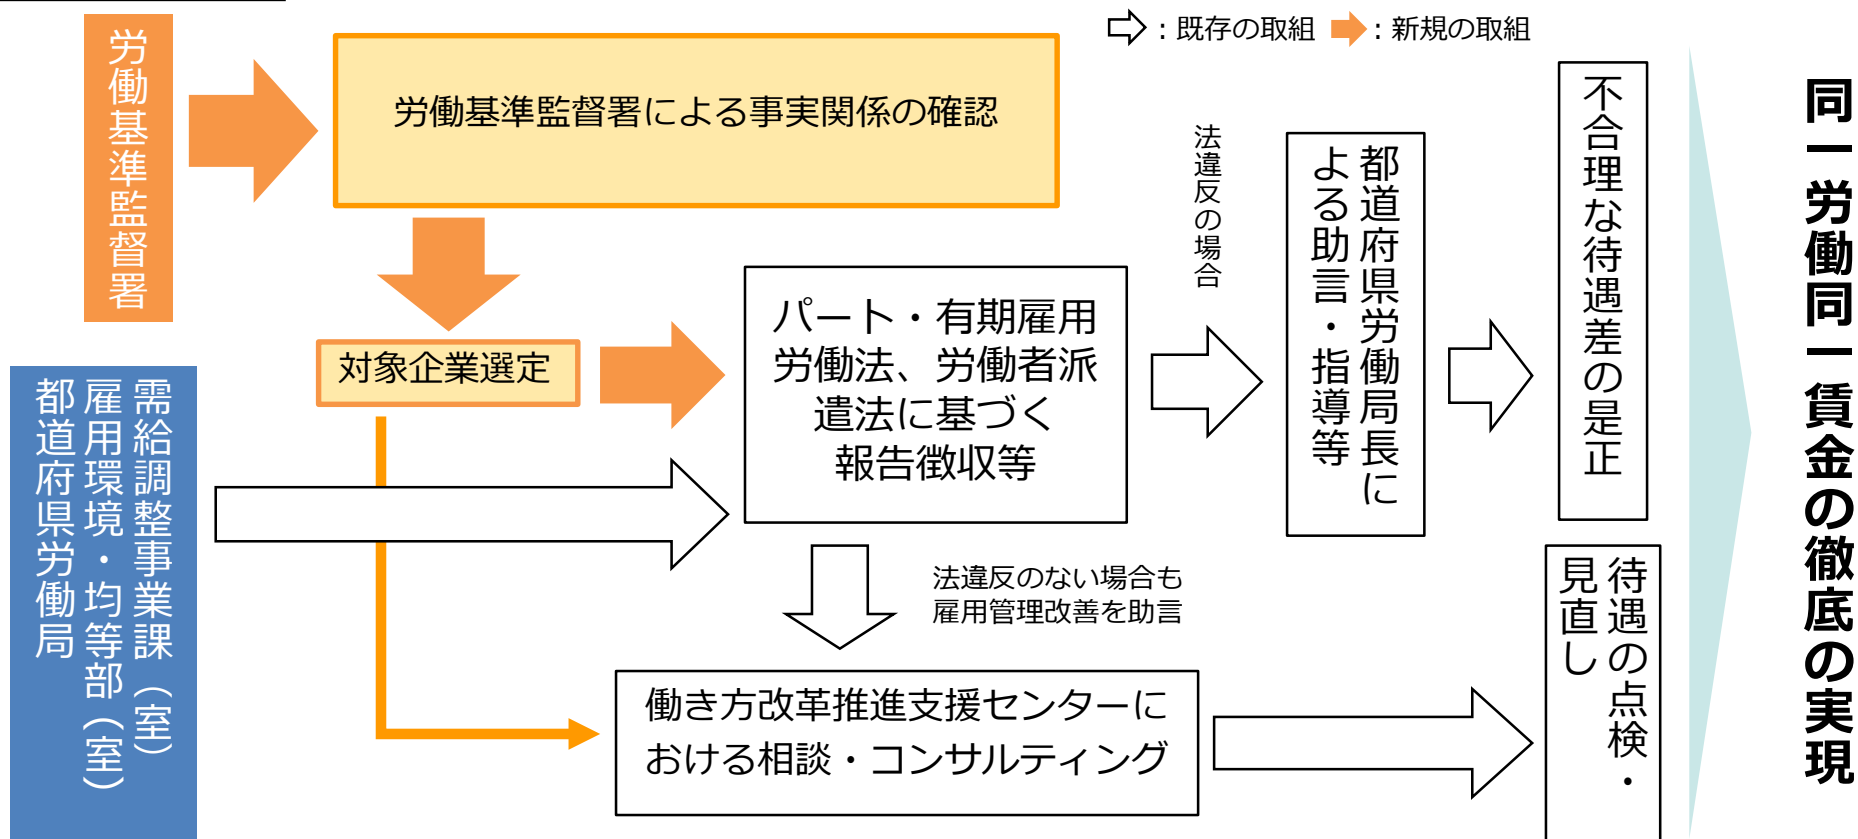 ：既存の取組
：新規の取組
労働基準監督署
労働基準監督署による事実関係の確認
対象企業選定
都道府県労働局
雇用環境・均等部（室）
需給調整事業課（室）
パート・有期雇用
労働法、労働者派
遣法に基づく
報告徴収等
法違反の場合
都道府県労働局長に
よる助言・指導等
不合理な待遇差の是正
法違反のない場合も
雇用管理改善を助言
働き方改革推進支援センターに
おける相談・コンサルティング
待遇の点検・
見直し
同一労働同一賃金の徹底の実現